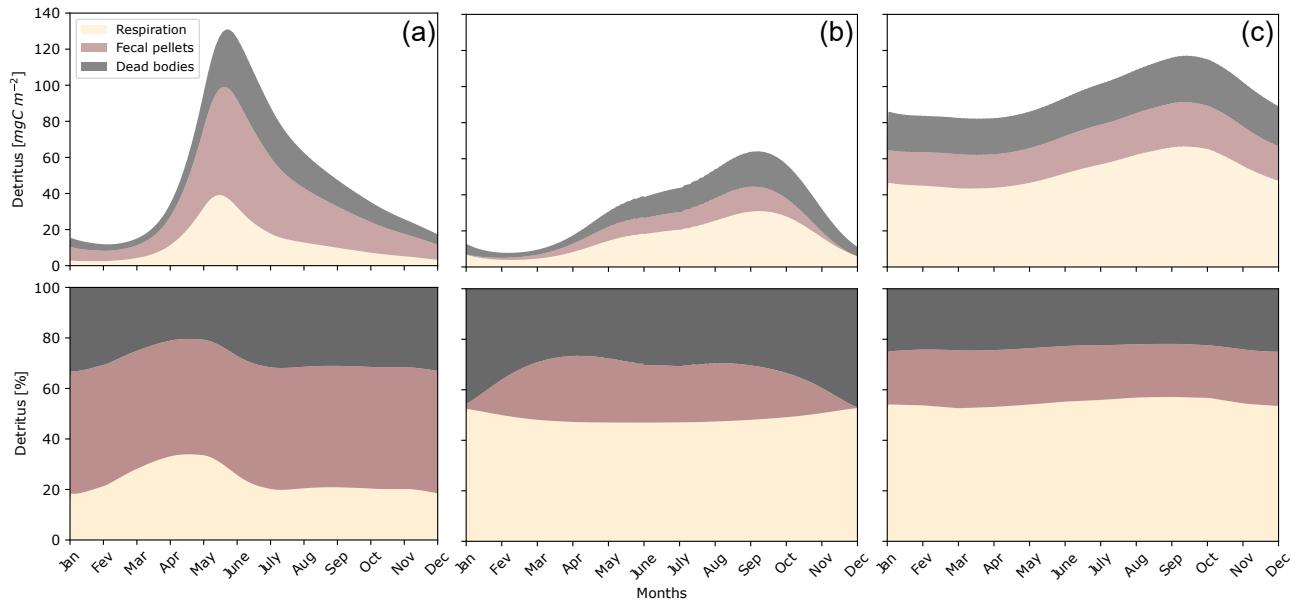 (a)
(b)
(c)
Respiration
Fecal pellets
Dead bodies
Detritus [mgC m⁻²]
140
120
100
80
60
40
20
0
Detritus [%]
100
80
60
40
20
0
Jan Fev Mar Apr May June July Aug Sep Oct Nov Dec
Jan Fev Mar Apr May June July Aug Sep Oct Nov Dec
Jan Fev Mar Apr May June July Aug Sep Oct Nov Dec
Months